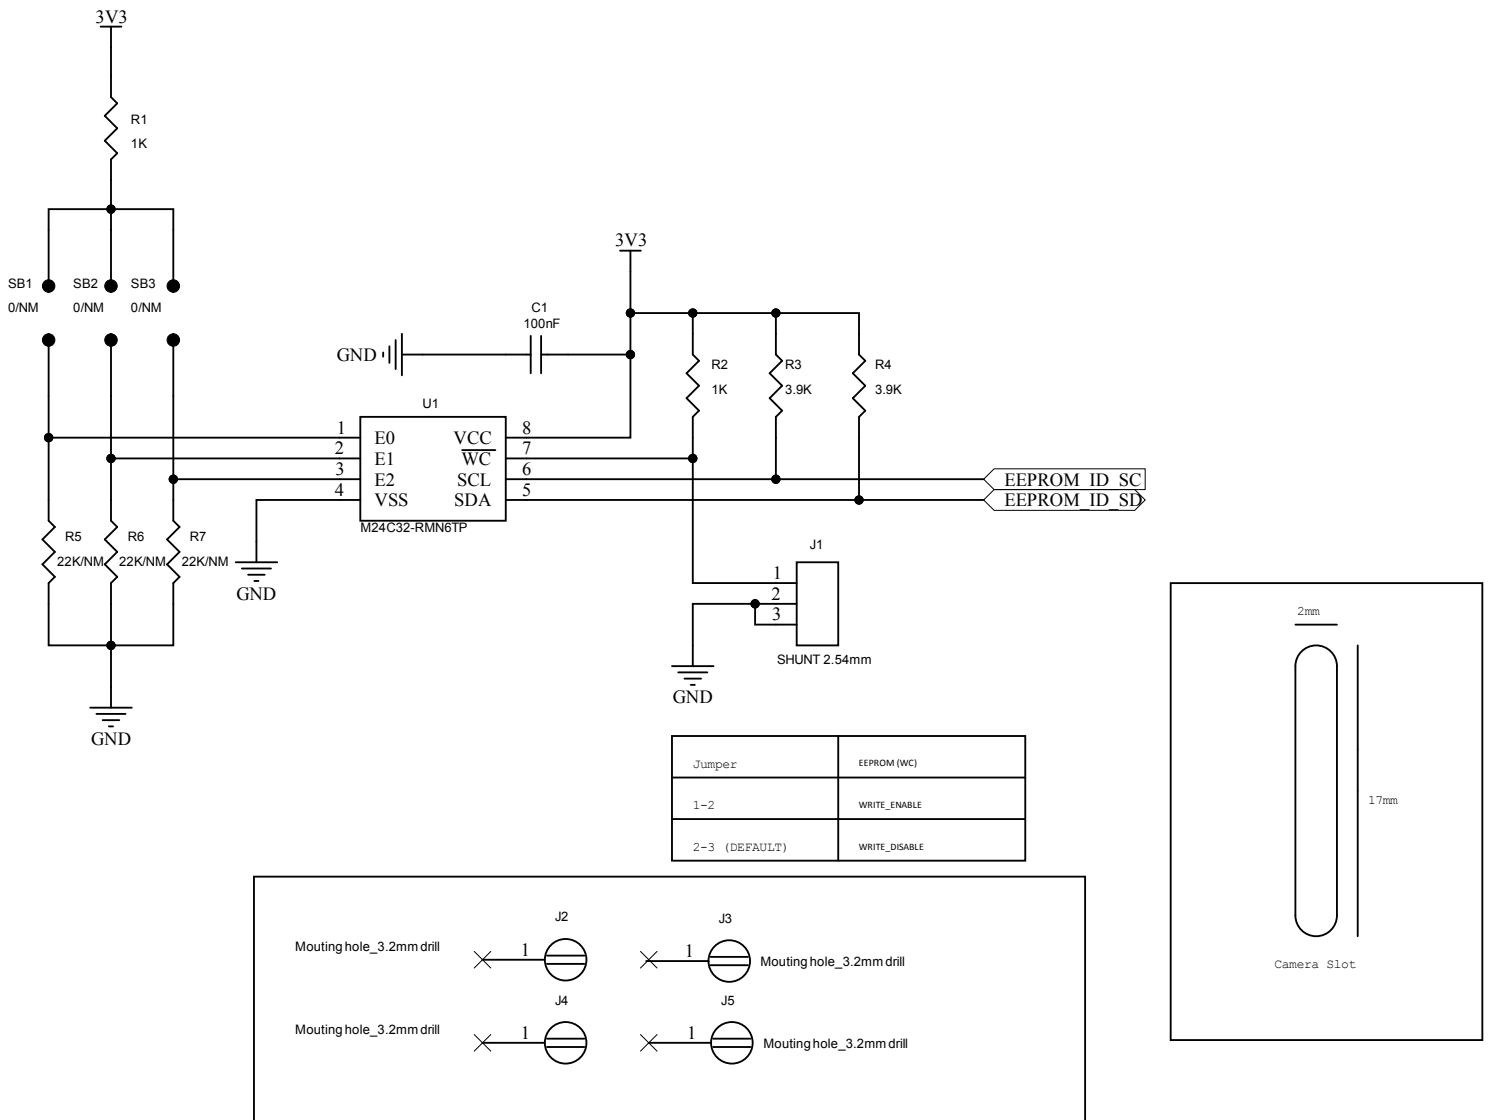 3V3
R1
1K
SB1
0/NM
SB2
0/NM
SB3
0/NM
3V3
C1
100nF
GND
R2
1K
R3
3.9K
R4
3.9K
U1
1 E0 VCC 8
2 E1 WC 7
3 E2 SCL 6
4 VSS SDA 5
M24C32-RMN6TP
EEPROM_ID_SC
EEPROM_ID_SD
R5
22K/NM
R6
22K/NM
R7
22K/NM
GND
GND
J1
1
2
3
SHUNT 2.54mm
GND
Jumper EEPROM (WC)
1-2 WRITE_ENABLE
2-3 (DEFAULT) WRITE_DISABLE
2mm
17mm
Camera Slot
J2
Mouting hole_3.2mm drill 1
J3
1 Mouting hole_3.2mm drill
J4
Mouting hole_3.2mm drill 1
J5
1 Mouting hole_3.2mm drill